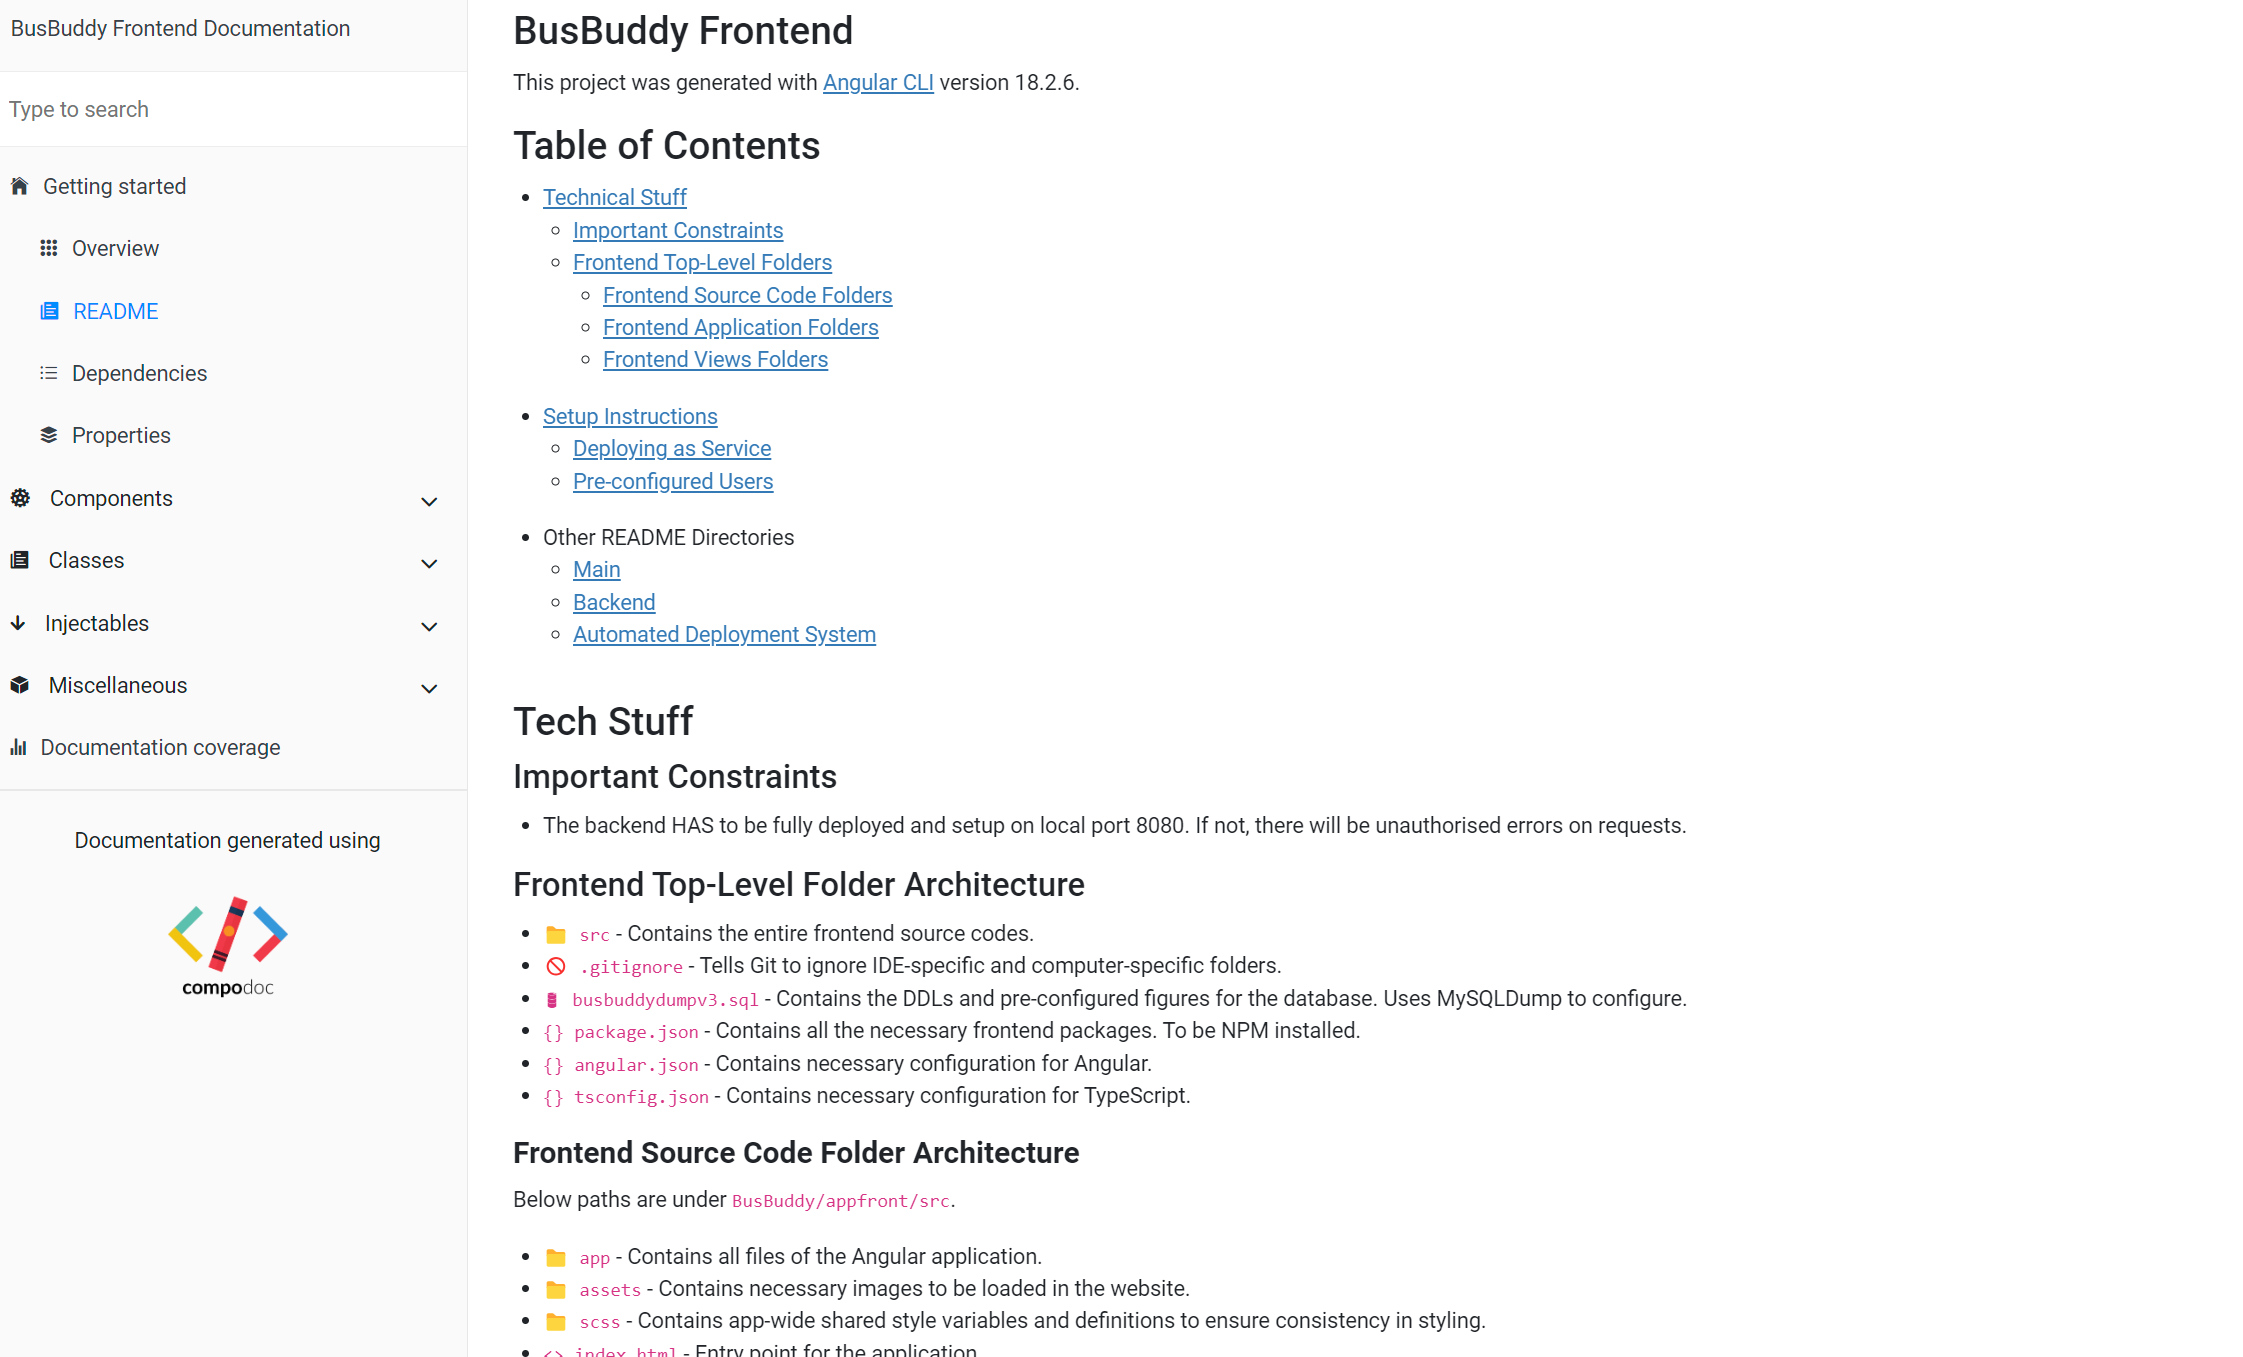 BusBuddy Frontend Documentation
Type to search
Getting started
Overview
README
Dependencies
Properties
Components
Classes
Injectables
Miscellaneous
Documentation coverage
Documentation generated using
compodoc
BusBuddy Frontend
This project was generated with Angular CLI version 18.2.6.
Table of Contents
Technical Stuff
Important Constraints
Frontend Top-Level Folders
Frontend Source Code Folders
Frontend Application Folders
Frontend Views Folders
Setup Instructions
Deploying as Service
Pre-configured Users
Other README Directories
Main
Backend
Automated Deployment System
Tech Stuff
Important Constraints
The backend HAS to be fully deployed and setup on local port 8080. If not, there will be unauthorised errors on requests.
Frontend Top-Level Folder Architecture
src - Contains the entire frontend source codes.
.gitignore - Tells Git to ignore IDE-specific and computer-specific folders.
busbuddydumpv3.sql - Contains the DDLs and pre-configured figures for the database. Uses MySQLDump to configure.
{} package.json - Contains all the necessary frontend packages. To be NPM installed.
{} angular.json - Contains necessary configuration for Angular.
{} tsconfig.json - Contains necessary configuration for TypeScript.
Frontend Source Code Folder Architecture
Below paths are under BusBuddy/appfront/src.
app - Contains all files of the Angular application.
assets - Contains necessary images to be loaded in the website.
scss - Contains app-wide shared style variables and definitions to ensure consistency in styling.
<> index.html - Entry point for the application